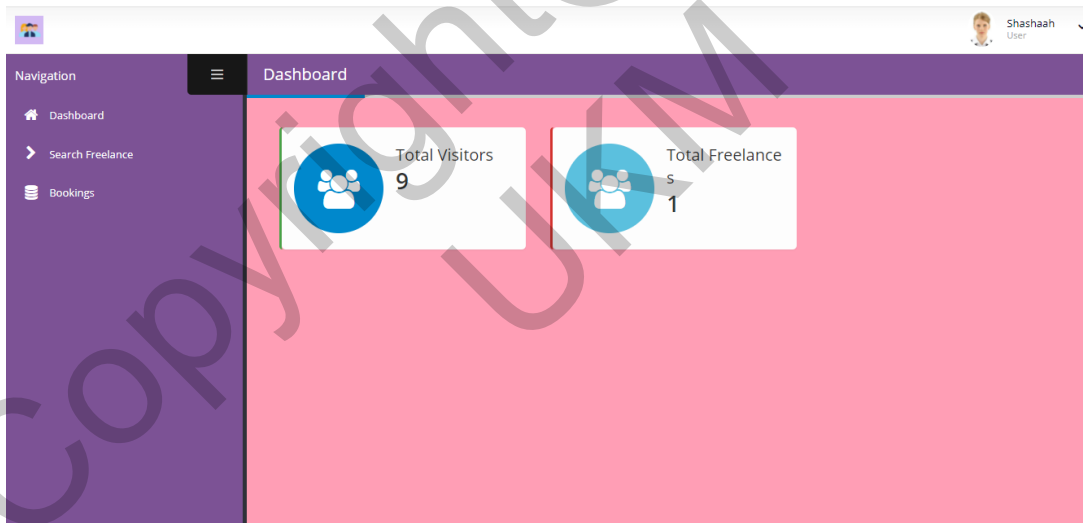 Shashaah
User
Navigation
Dashboard
Dashboard
Search Freelance
Bookings
Total Visitors
9
Total Freelance
s
1
Copyright
UKM